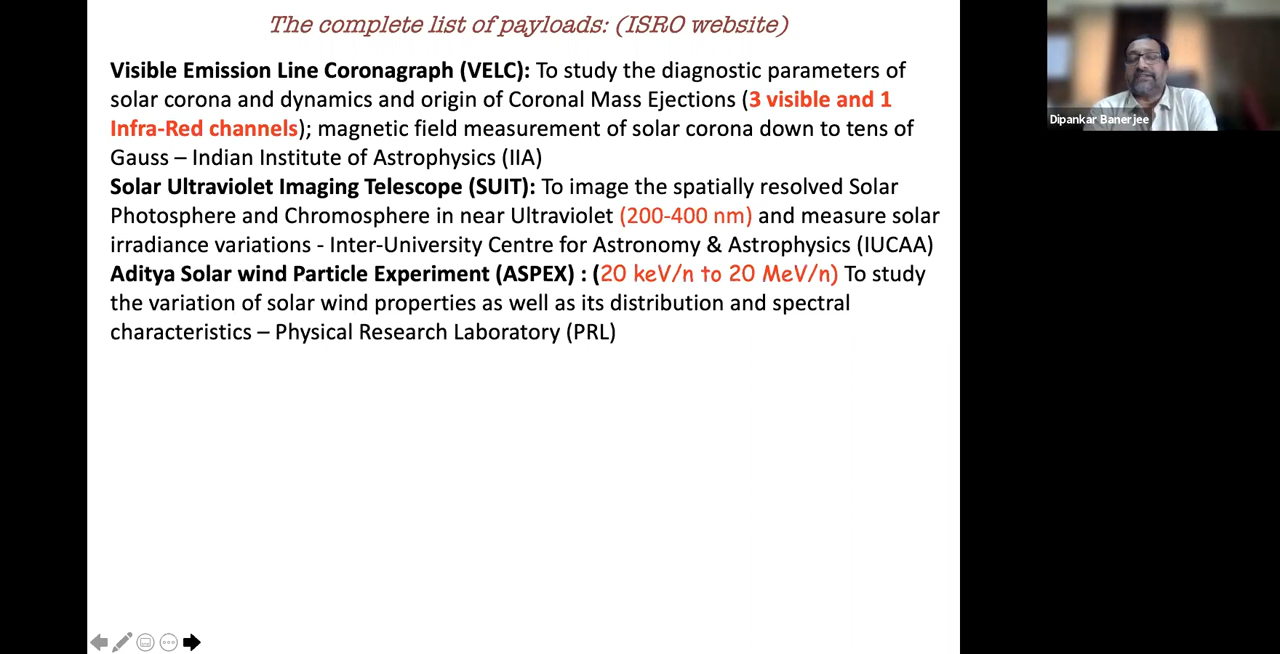 The complete list of payloads: (ISRO website)
Visible Emission Line Coronagraph (VELC): To study the diagnostic parameters of
solar corona and dynamics and origin of Coronal Mass Ejections (3 visible and 1
Infra-Red channels); magnetic field measurement of solar corona down to tens of
Gauss – Indian Institute of Astrophysics (IIA)
Solar Ultraviolet Imaging Telescope (SUIT): To image the spatially resolved Solar
Photosphere and Chromosphere in near Ultraviolet (200-400 nm) and measure solar
irradiance variations - Inter-University Centre for Astronomy & Astrophysics (IUCAA)
Aditya Solar wind Particle Experiment (ASPEX) : (20 keV/n to 20 MeV/n) To study
the variation of solar wind properties as well as its distribution and spectral
characteristics – Physical Research Laboratory (PRL)
Dipankar Banerjee